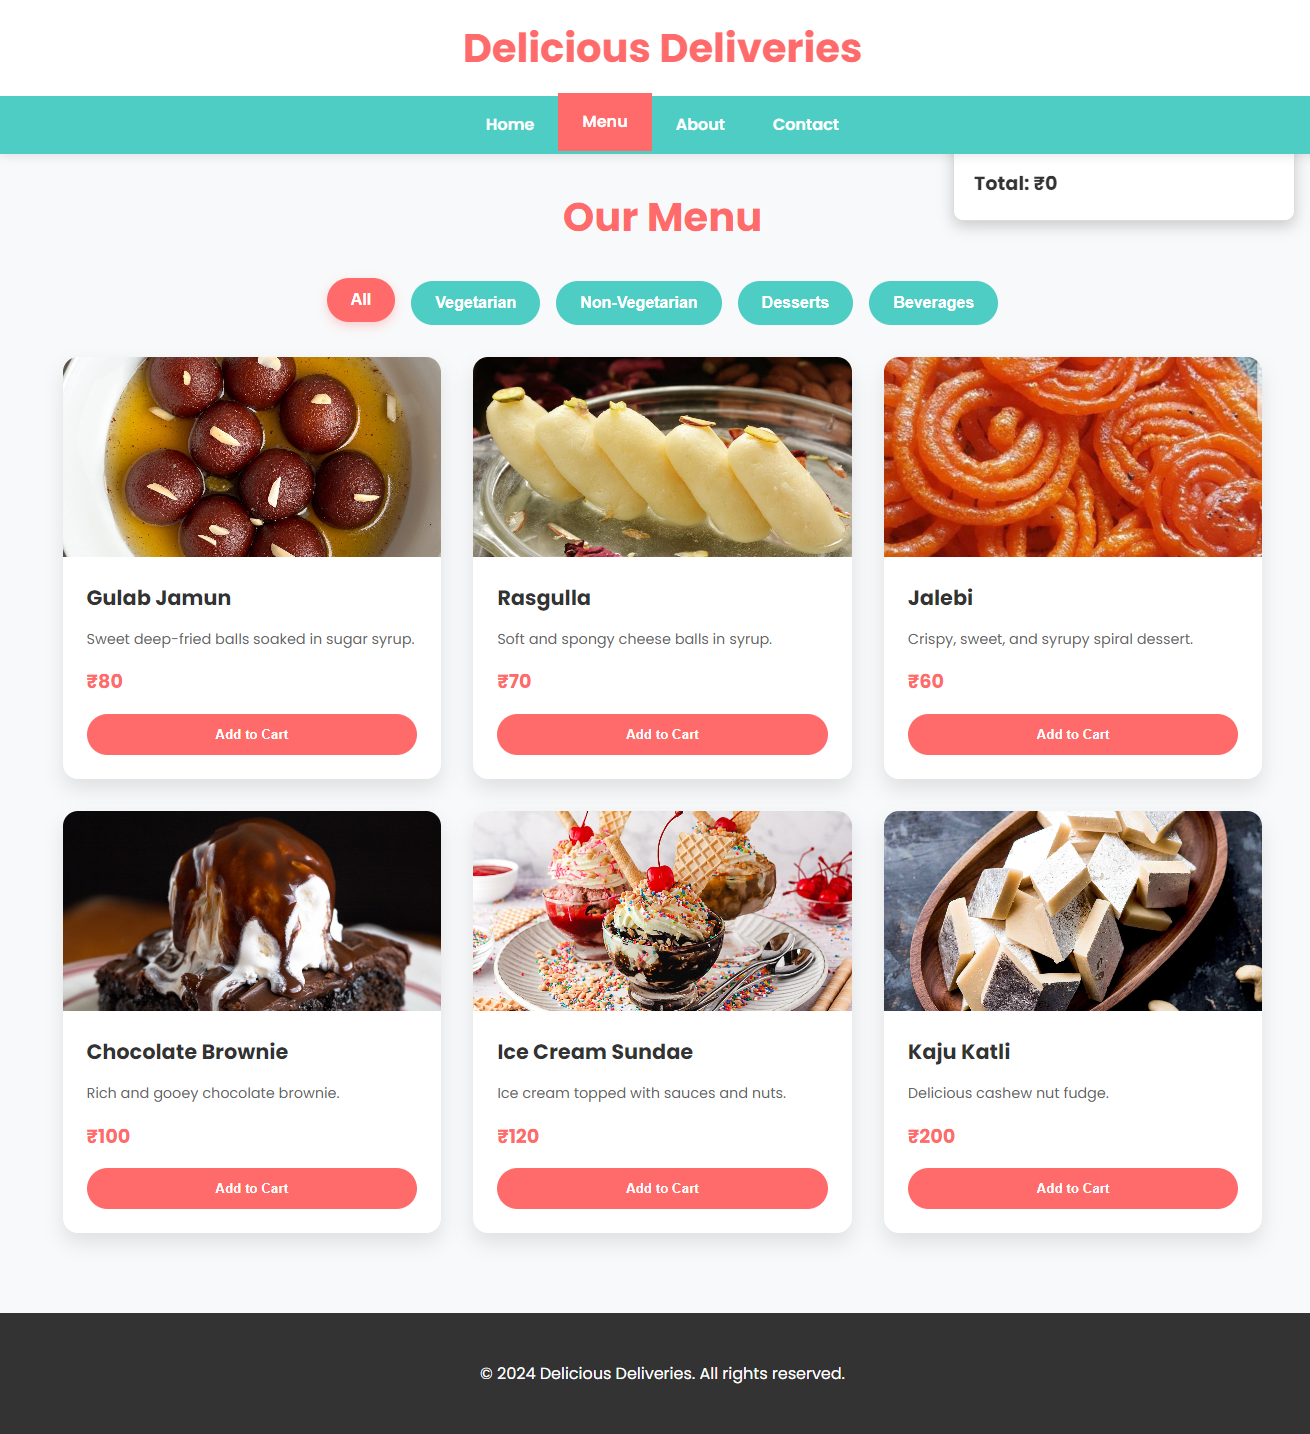 Delicious Deliveries
Home
Menu
About
Contact
Total: ₹0
Our Menu
All
Vegetarian
Non-Vegetarian
Desserts
Beverages
Gulab Jamun
Sweet deep-fried balls soaked in sugar syrup.
₹80
Add to Cart
Rasgulla
Soft and spongy cheese balls in syrup.
₹70
Add to Cart
Jalebi
Crispy, sweet, and syrupy spiral dessert.
₹60
Add to Cart
Chocolate Brownie
Rich and gooey chocolate brownie.
₹100
Add to Cart
Ice Cream Sundae
Ice cream topped with sauces and nuts.
₹120
Add to Cart
Kaju Katli
Delicious cashew nut fudge.
₹200
Add to Cart
© 2024 Delicious Deliveries. All rights reserved.